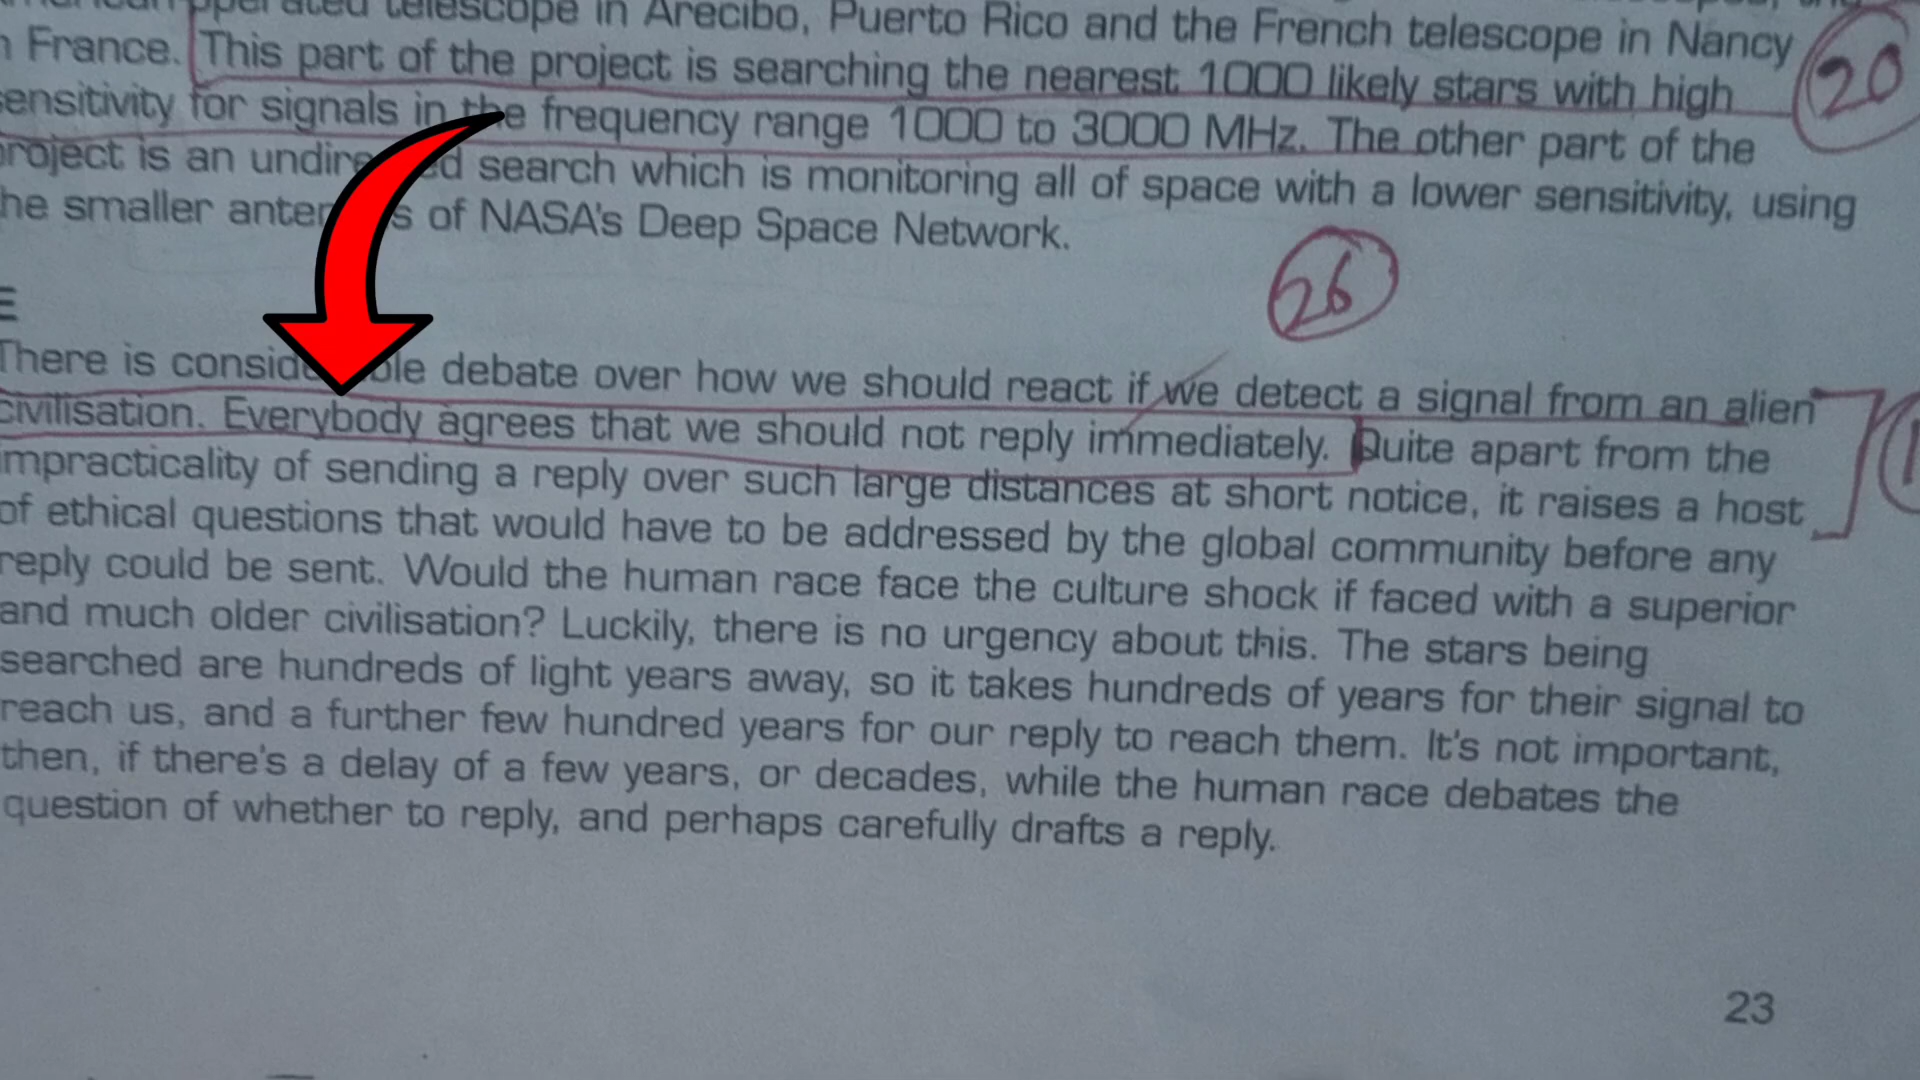 telescope in Arecibo, Puerto Rico and the French telescope in Nancy
France. This part of the project is searching the nearest 1000 likely stars with high
20
sensitivity for signals in the frequency range 1000 to 3000 MHz. The other part of the
project is an search which is monitoring all of space with a lower sensitivity, using
the smaller of NASA's Deep Space Network.
26
E
There is debate over how we should react if we detect a signal from an alien
civilisation. Everybody agrees that we should not reply immediately. Quite apart from the
impracticality of sending a reply over such large distances at short notice, it raises a host
of ethical questions that would have to be addressed by the global community before any
reply could be sent. Would the human race face the culture shock if faced with a superior
and much older civilisation? Luckily, there is no urgency about this. The stars being
searched are hundreds of light years away, so it takes hundreds of years for their signal to
reach us, and a further few hundred years for our reply to reach them. It's not important,
then, if there's a delay of a few years, or decades, while the human race debates the
question of whether to reply, and perhaps carefully drafts a reply.
23